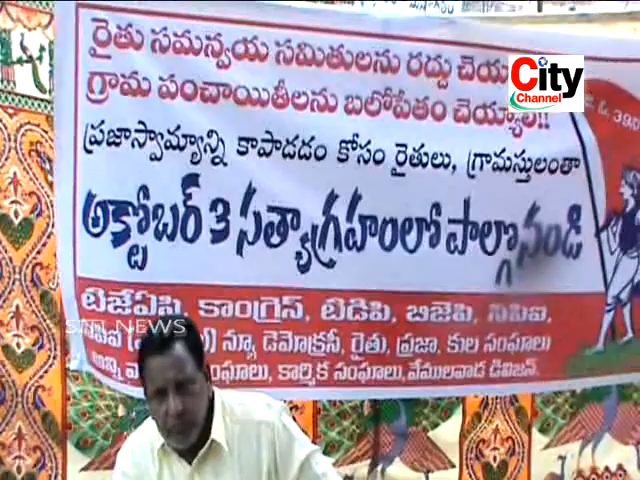 రైతు సమన్వయ సమితులను రద్దు చేయ
గ్రామ పంచాయితీలను బలోపేతం చెయ్యాలి!!
ప్రజాస్వామ్యాన్ని కాపాడడం కోసం రైతులు, గ్రామస్తులంతా
అక్టోబర్ 3 సత్యాగ్రహంలో పాల్గొనండి
టిజేఏసి, కాంగ్రెస్, టిడిపి, బిజెపి, సిపిఐ,
న్యూ డెమోక్రసీ, రైతు, ప్రజా, కుల సంఘాలు
సంఘాలు, కార్మిక సంఘాలు, వేములవాడ డివిజన్.
City
Channel
NEWS